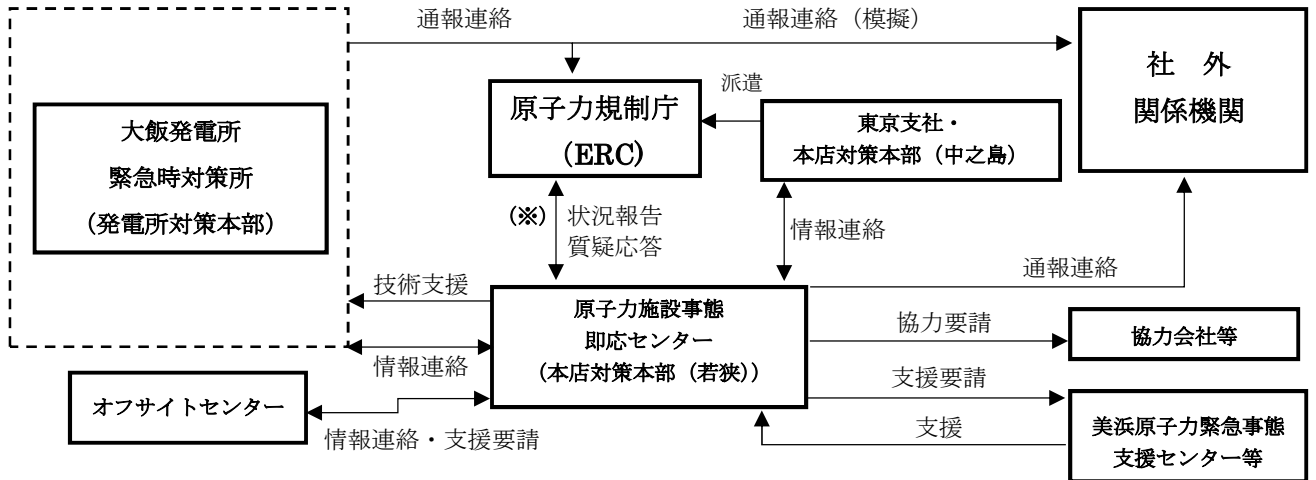 通報連絡
通報連絡（模擬）
社　外
関係機関
大飯発電所
緊急時対策所
（発電所対策本部）
原子力規制庁
（ERC）
派遣
東京支社・
本店対策本部（中之島）
（※）
状況報告
質疑応答
情報連絡
通報連絡
技術支援
原子力施設事態
即応センター
（本店対策本部（若狭））
協力要請
協力会社等
情報連絡
支援要請
オフサイトセンター
支援
美浜原子力緊急事態
支援センター等
情報連絡・支援要請